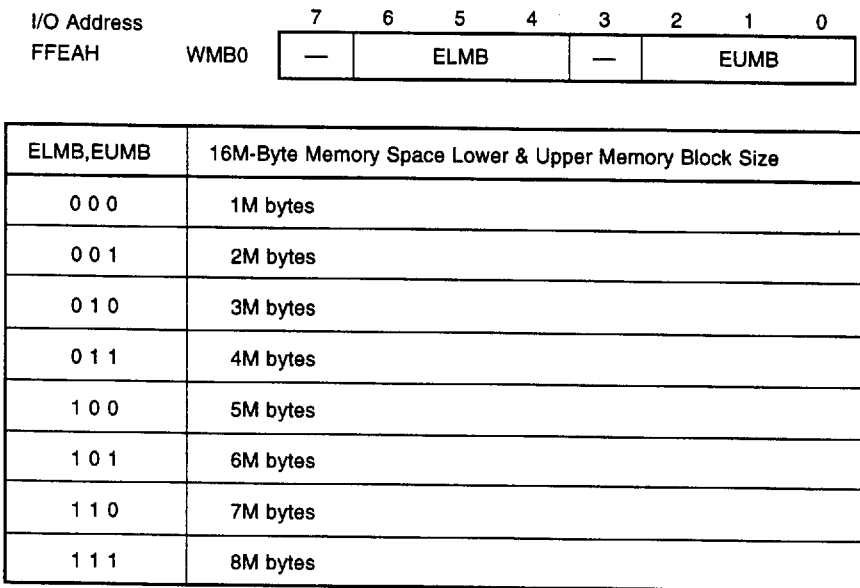 I/O Address 7 6 5 4 3 2 1 0
FFEAH WMB0 — ELMB — EUMB
ELMB,EUMB 16M-Byte Memory Space Lower & Upper Memory Block Size
0 0 0 1M bytes
0 0 1 2M bytes
0 1 0 3M bytes
0 1 1 4M bytes
1 0 0 5M bytes
1 0 1 6M bytes
1 1 0 7M bytes
1 1 1 8M bytes